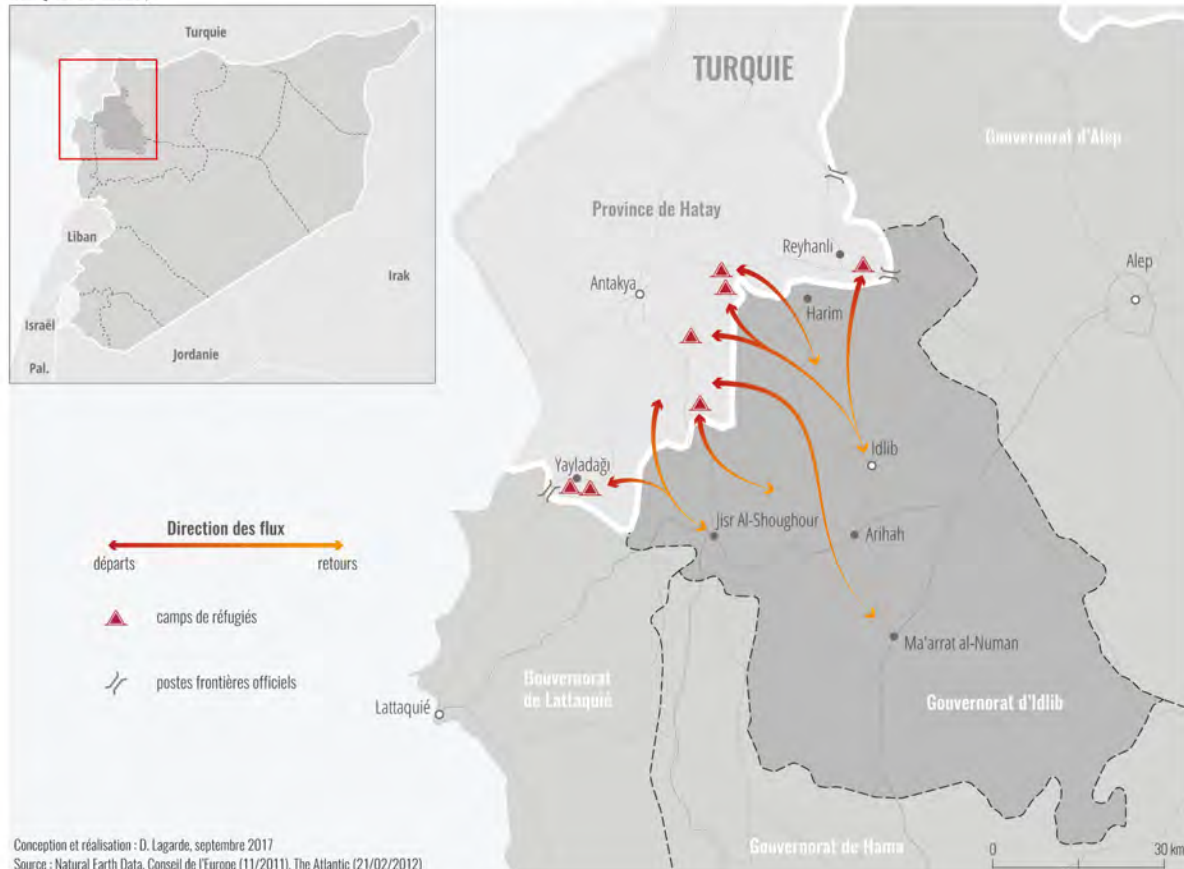 Turquie
Liban
Irak
Israël
Jordanie
Pal.
TURQUIE
Gouvernorat d'Alep
Province de Hatay
Reyhanlı
Antakya
Alep
Harim
Idlib
Yayladağı
Jisr Al-Shoughour
Arihah
Ma'arrat al-Numan
Gouvernorat
de Lattaquié
Gouvernorat d'Idlib
Lattaquié
Gouvernorat de Hama
Direction des flux
départs
retours
camps de réfugiés
postes frontières officiels
Conception et réalisation : D. Lagarde, septembre 2017
Source : Natural Earth Data, Conseil de l'Europe (11/2011), The Atlantic (21/02/2012)
0 30 km